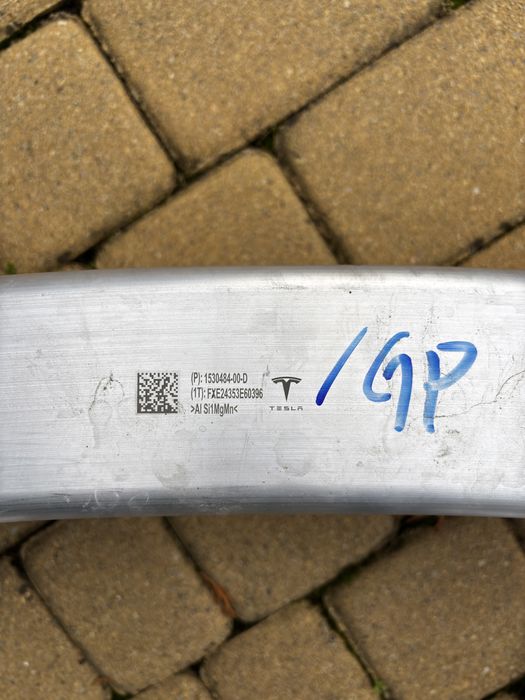 (P): 1530484-00-D
(1T): FXE24353E60396
>Al Si1MgMn<
TESLA
/GP